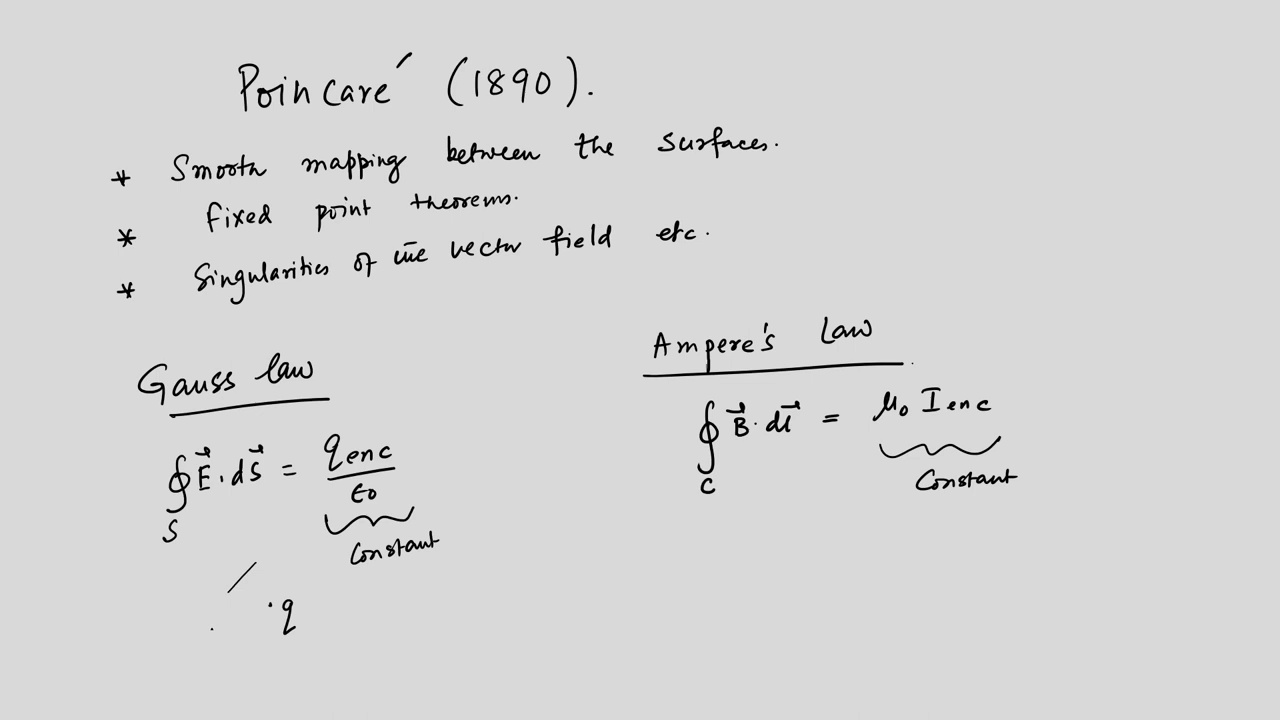 Poincaré (1890).
* Smooth mapping between the surfaces.
* fixed point theorems.
* Singularities of the vector field etc.
Gauss law
∮_S E⃗ . dS⃗ = q_enc / ε₀
Constant
. q
Ampere's Law
∮_C B⃗ . dl⃗ = μ₀ I enc
Constant